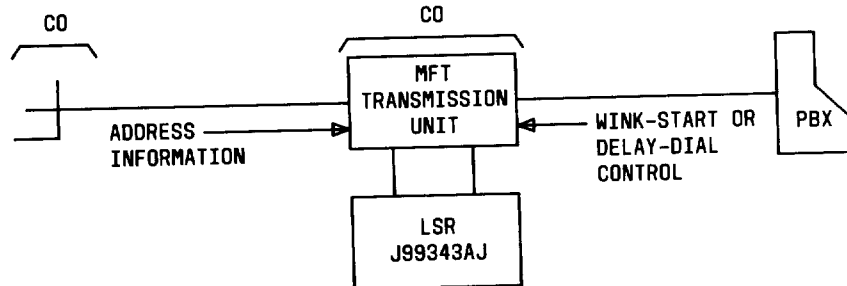 CO
CO
MFT
TRANSMISSION
UNIT
ADDRESS
INFORMATION
WINK-START OR
DELAY-DIAL
CONTROL
PBX
LSR
J99343AJ